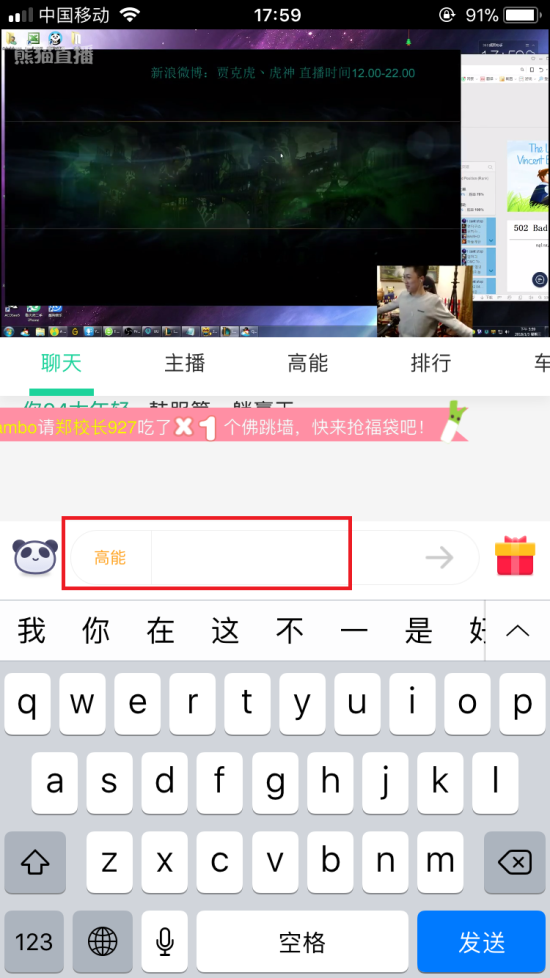 中国移动 17:59 91%
熊猫直播
新浪微博：贾克虎丶虎神 直播时间12.00-22.00
The L
Vincent B
502 Bad
聊天 主播 高能 排行 车
ambo请郑校长927吃了×1个佛跳墙，快来抢福袋吧！
高能
我 你 在 这 不 一 是 好
q w e r t y u i o p
a s d f g h j k l
z x c v b n m
123 空格 发送